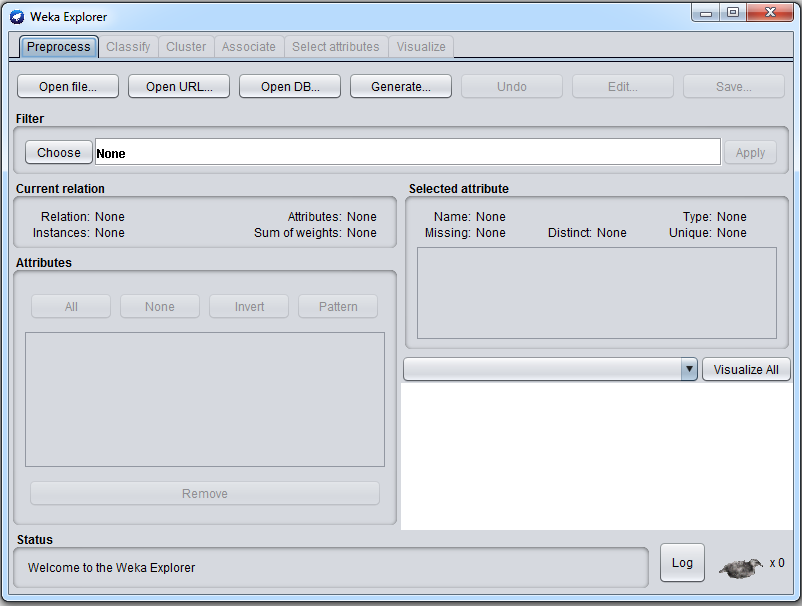 Weka Explorer
Preprocess Classify Cluster Associate Select attributes Visualize
Open file... Open URL... Open DB... Generate... Undo Edit... Save...
Filter
Choose None Apply
Current relation
Relation: None Attributes: None
Instances: None Sum of weights: None
Attributes
All None Invert Pattern
Remove
Selected attribute
Name: None Type: None
Missing: None Distinct: None Unique: None
Visualize All
Status
Welcome to the Weka Explorer
Log x 0